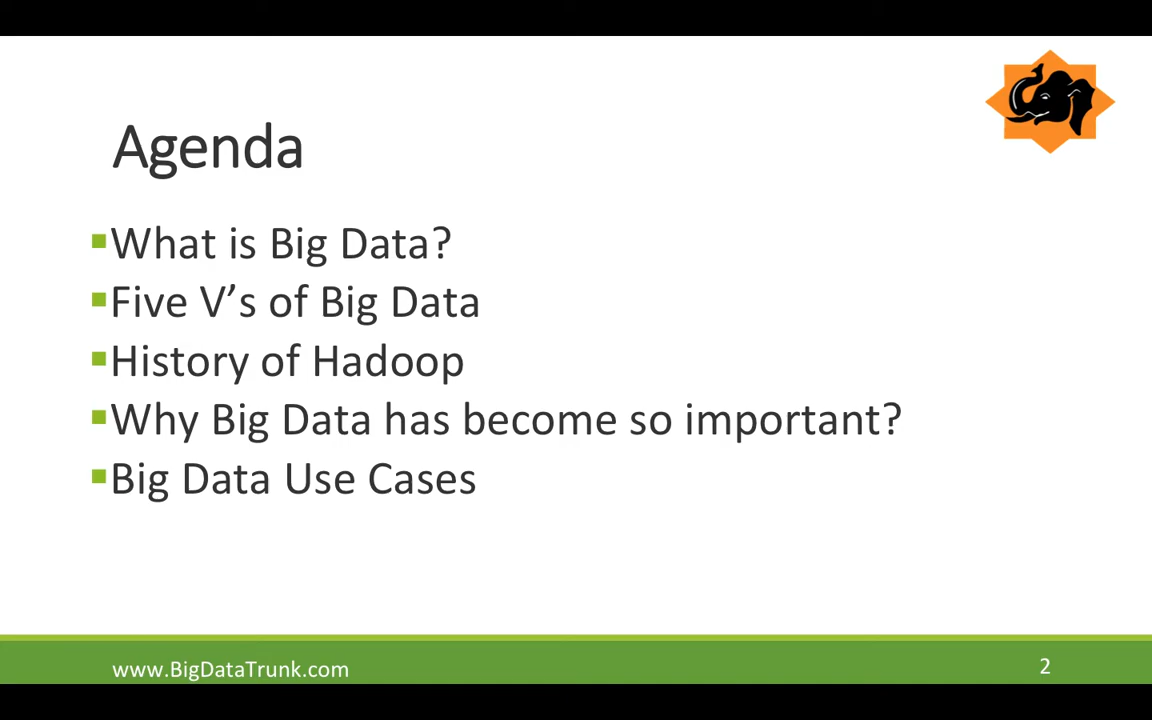 Agenda
What is Big Data?
Five V’s of Big Data
History of Hadoop
Why Big Data has become so important?
Big Data Use Cases
www.BigDataTrunk.com
2